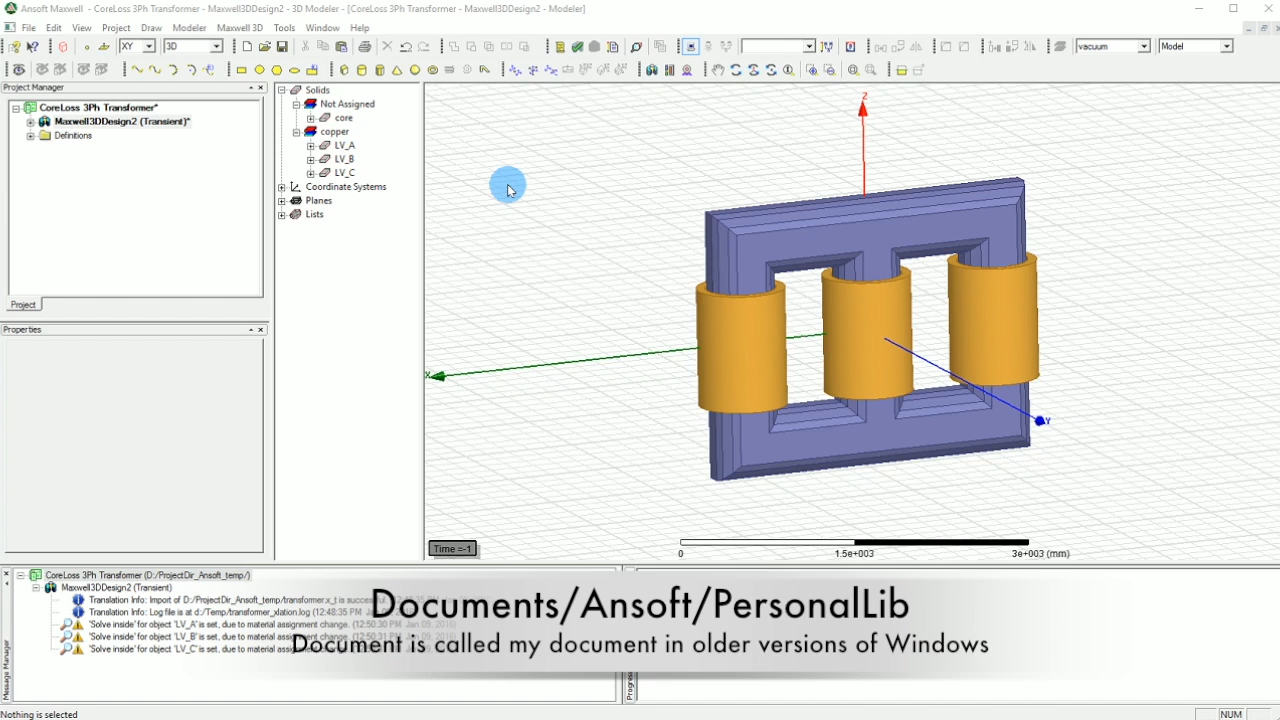 Ansoft Maxwell - CoreLoss 3Ph Transformer - Maxwell3DDesign2 - 3D Modeler - [CoreLoss 3Ph Transformer - Maxwell3DDesign2 - Modeler]
File Edit View Project Draw Modeler Maxwell 3D Tools Window Help
XY 3D vacuum Model
Project Manager
CoreLoss 3Ph Transformer*
Maxwell3DDesign2 (Transient)*
Definitions
Project
Properties
Solids
Not Assigned
core
copper
LV_A
LV_B
LV_C
Coordinate Systems
Planes
Lists
Z
X
Y
Time =-1
0 1.5e+003 3e+003 (mm)
CoreLoss 3Ph Transformer (D:/ProjectDir_Ansoft_temp/)
Maxwell3DDesign2 (Transient)
Translation Info: Import of D:/ProjectDir_Ansoft_temp/transformer.x_t is
Translation Info: Log file is at d:/Temp/transformer_xlation.log (12:48:35 PM
'Solve inside' for object 'LV_A' is set, due to material assignment change. (12:50:30 PM
'Solve inside' for object 'LV_B' is set, due to material
'Solve inside' for object 'LV_C' is set, due to material
Message Manager
Documents/Ansoft/PersonalLib
Document is called my document in older versions of Windows
Nothing is selected
NUM